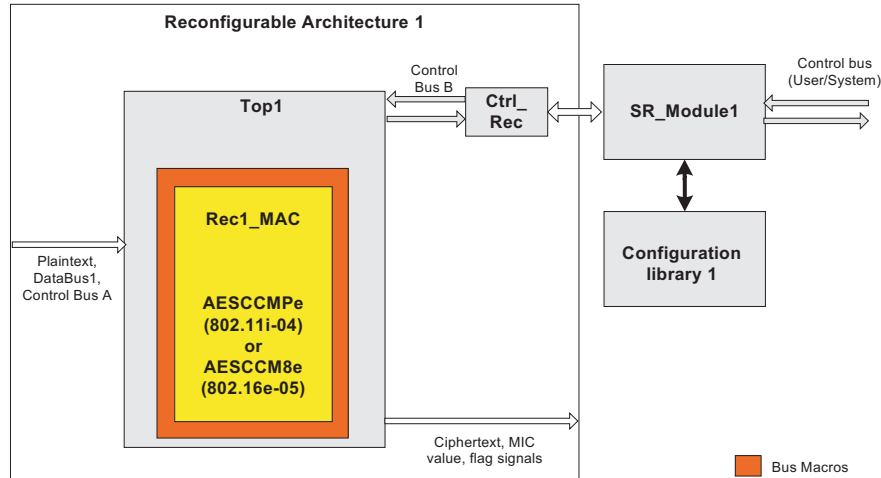 Reconfigurable Architecture 1
Control
Bus B
Control bus
(User/System)
Top1
Ctrl_
Rec
SR_Module1
Rec1_MAC
Plaintext,
DataBus1,
Control Bus A
Configuration
library 1
AESCCMPe
(802.11i-04)
or
AESCCM8e
(802.16e-05)
Ciphertext, MIC
value, flag signals
Bus Macros